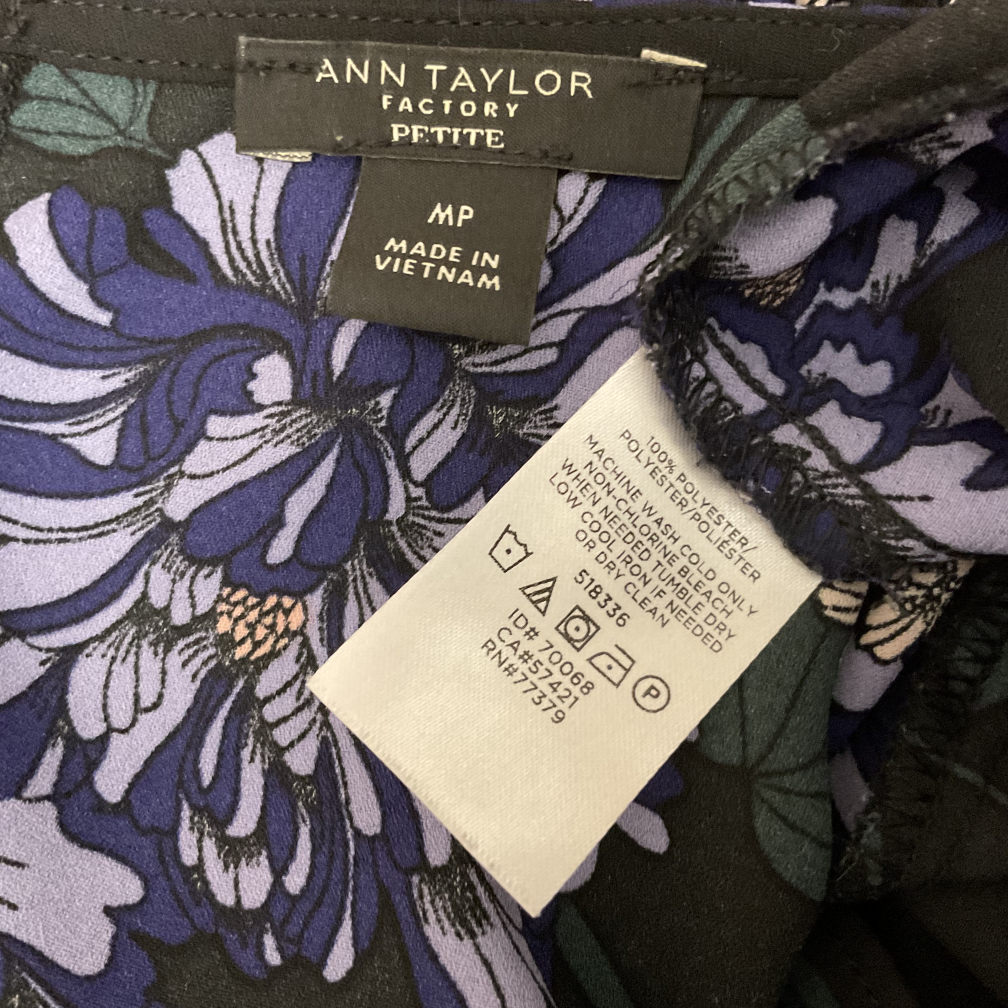 ANN TAYLOR
FACTORY
PETITE
MP
MADE IN
VIETNAM
100% POLYESTER/
POLYESTER/POLIÉSTER
MACHINE WASH COLD ONLY
NON-CHLORINE BLEACH
WHEN NEEDED TUMBLE DRY
LOW COOL IRON IF NEEDED
OR DRY CLEAN
518336
P
ID# 70068
CA#57421
RN#77379